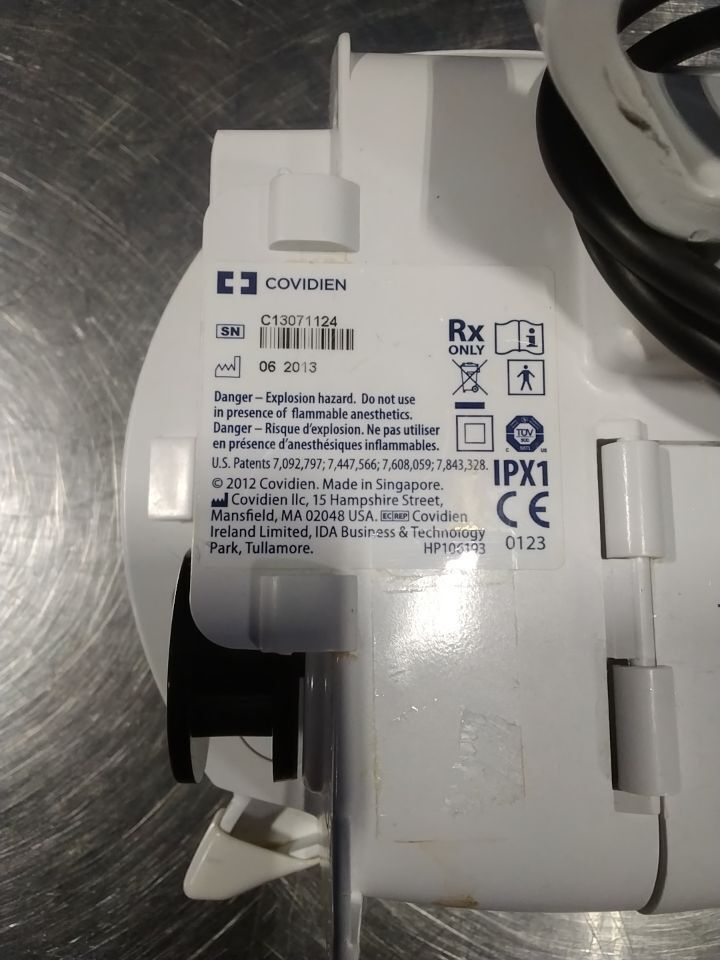 COVIDIEN
SN C13071124
06 2013
Rx
ONLY
Danger – Explosion hazard. Do not use
in presence of flammable anesthetics.
Danger – Risque d'explosion. Ne pas utiliser
en présence d'anesthésiques inflammables.
U.S. Patents 7,092,797; 7,447,566; 7,608,059; 7,843,328.
© 2012 Covidien. Made in Singapore.
Covidien llc, 15 Hampshire Street,
Mansfield, MA 02048 USA. EC REP Covidien
Ireland Limited, IDA Business & Technology
Park, Tullamore.
HP106193
TÜV
C US
IPX1
CE
0123